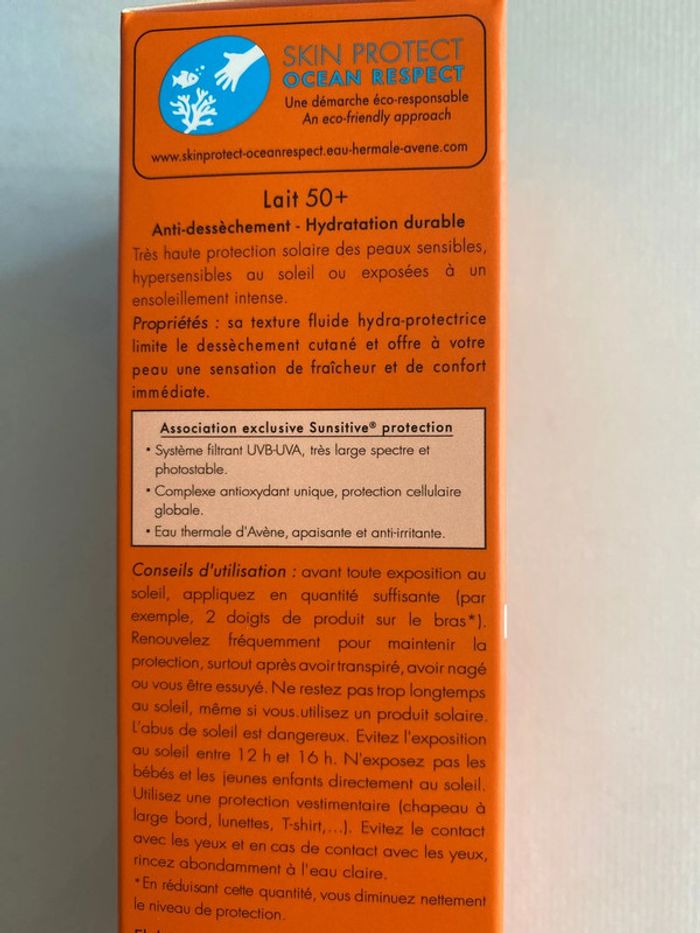 SKIN PROTECT
OCEAN RESPECT
Une démarche éco-responsable
An eco-friendly approach
www.skinprotect-oceanrespect.eau-hermale-avene.com
Lait 50+
Anti-dessèchement - Hydratation durable
Très haute protection solaire des peaux sensibles,
hypersensibles au soleil ou exposées à un
ensoleillement intense.
Propriétés : sa texture fluide hydra-protectrice
limite le dessèchement cutané et offre à votre
peau une sensation de fraîcheur et de confort
immédiate.
Association exclusive Sunsitive® protection
• Système filtrant UVB-UVA, très large spectre et
photostable.
• Complexe antioxydant unique, protection cellulaire
globale.
• Eau thermale d'Avène, apaisante et anti-irritante.
Conseils d'utilisation : avant toute exposition au
soleil, appliquez en quantité suffisante (par
exemple, 2 doigts de produit sur le bras*).
Renouvelez fréquemment pour maintenir la
protection, surtout après avoir transpiré, avoir nagé
ou vous être essuyé. Ne restez pas trop longtemps
au soleil, même si vous.utilisez un produit solaire.
L'abus de soleil est dangereux. Evitez l'exposition
au soleil entre 12 h et 16 h. N'exposez pas les
bébés et les jeunes enfants directement au soleil.
Utilisez une protection vestimentaire (chapeau à
large bord, lunettes, T-shirt,...). Evitez le contact
avec les yeux et en cas de contact avec les yeux,
rincez abondamment à l'eau claire.
*En réduisant cette quantité, vous diminuez nettement
le niveau de protection.